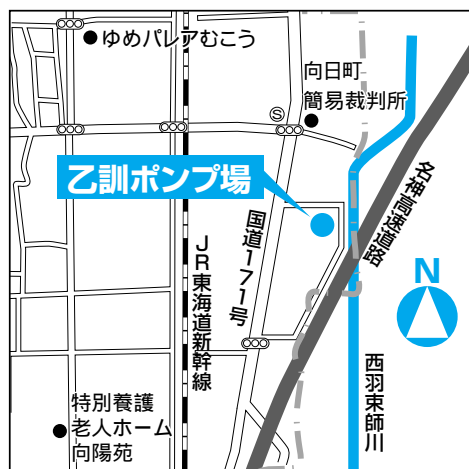 ゆめパレアむこう
向日町
簡易裁判所
Ⓢ
乙訓ポンプ場
国道171号
名神高速道路
JR東海道新幹線
N
西羽束師川
特別養護
老人ホーム
向陽苑